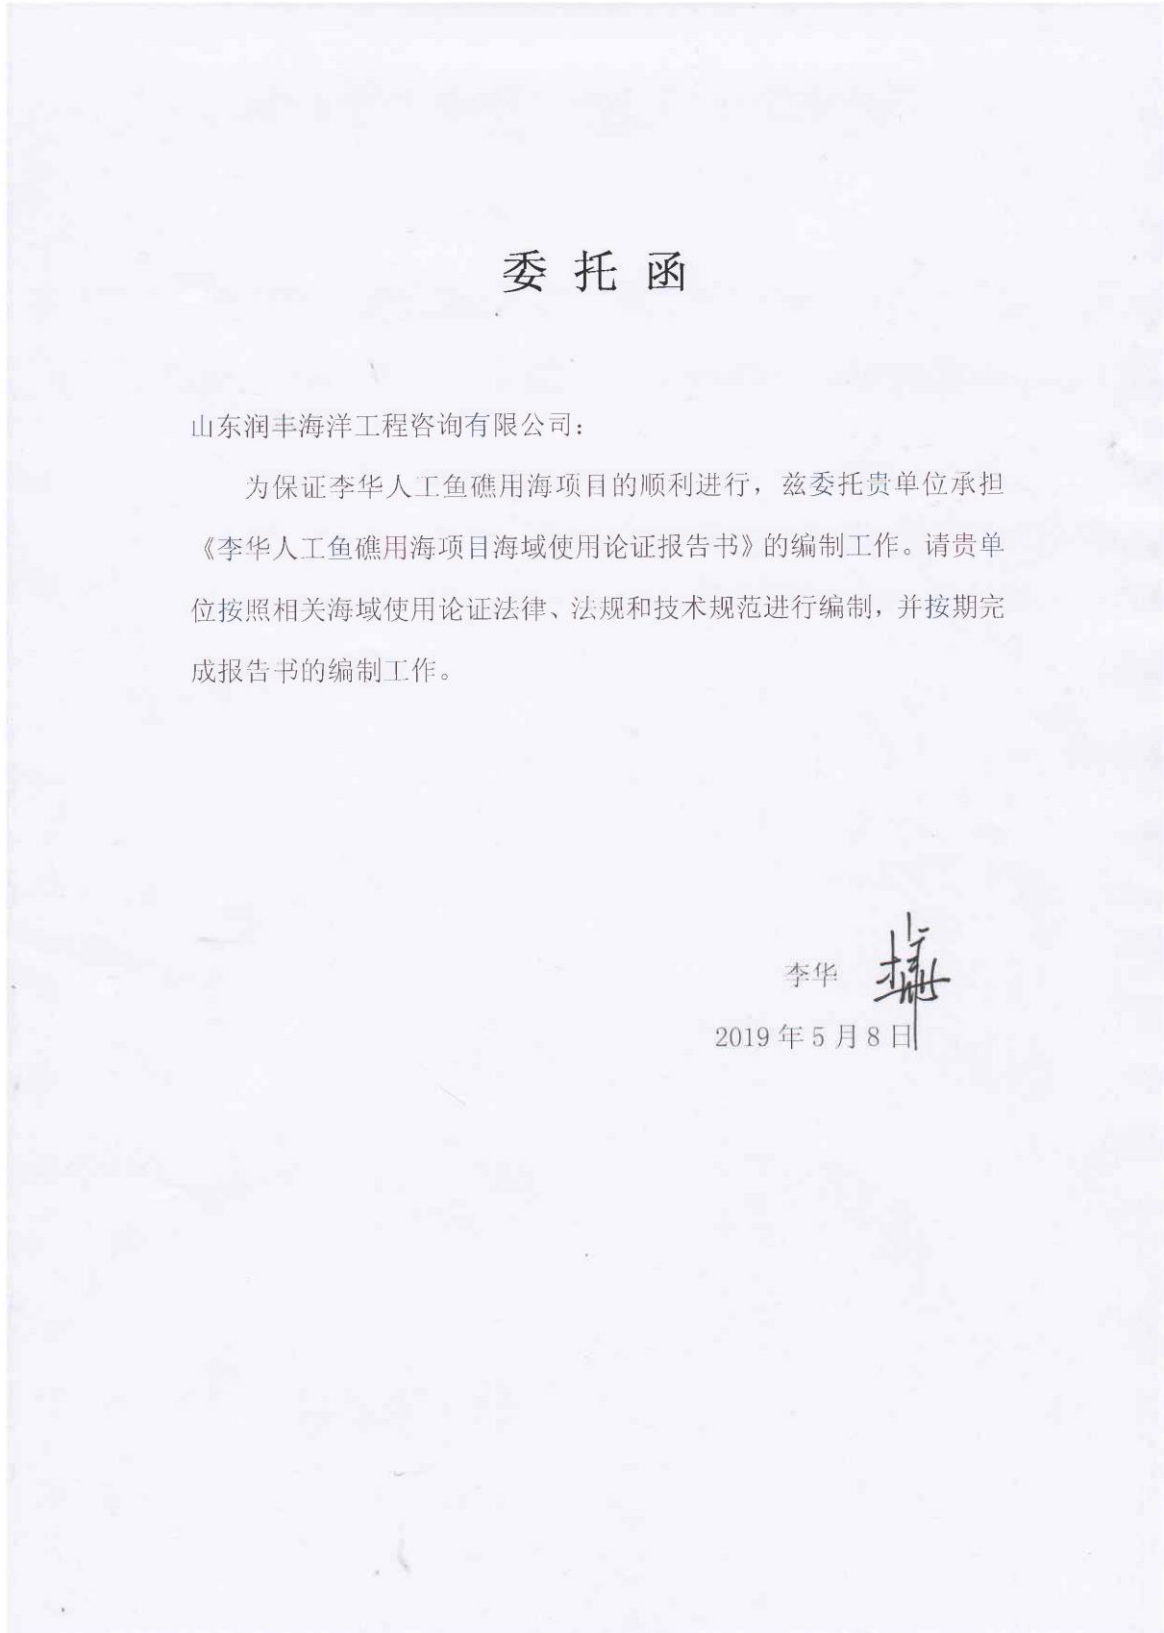 委托函
山东润丰海洋工程咨询有限公司：
为保证李华人工鱼礁用海项目的顺利进行，兹委托贵单位承担
《李华人工鱼礁用海项目海域使用论证报告书》的编制工作。请贵单
位按照相关海域使用论证法律、法规和技术规范进行编制，并按期完
成报告书的编制工作。
李华
2019年5月8日